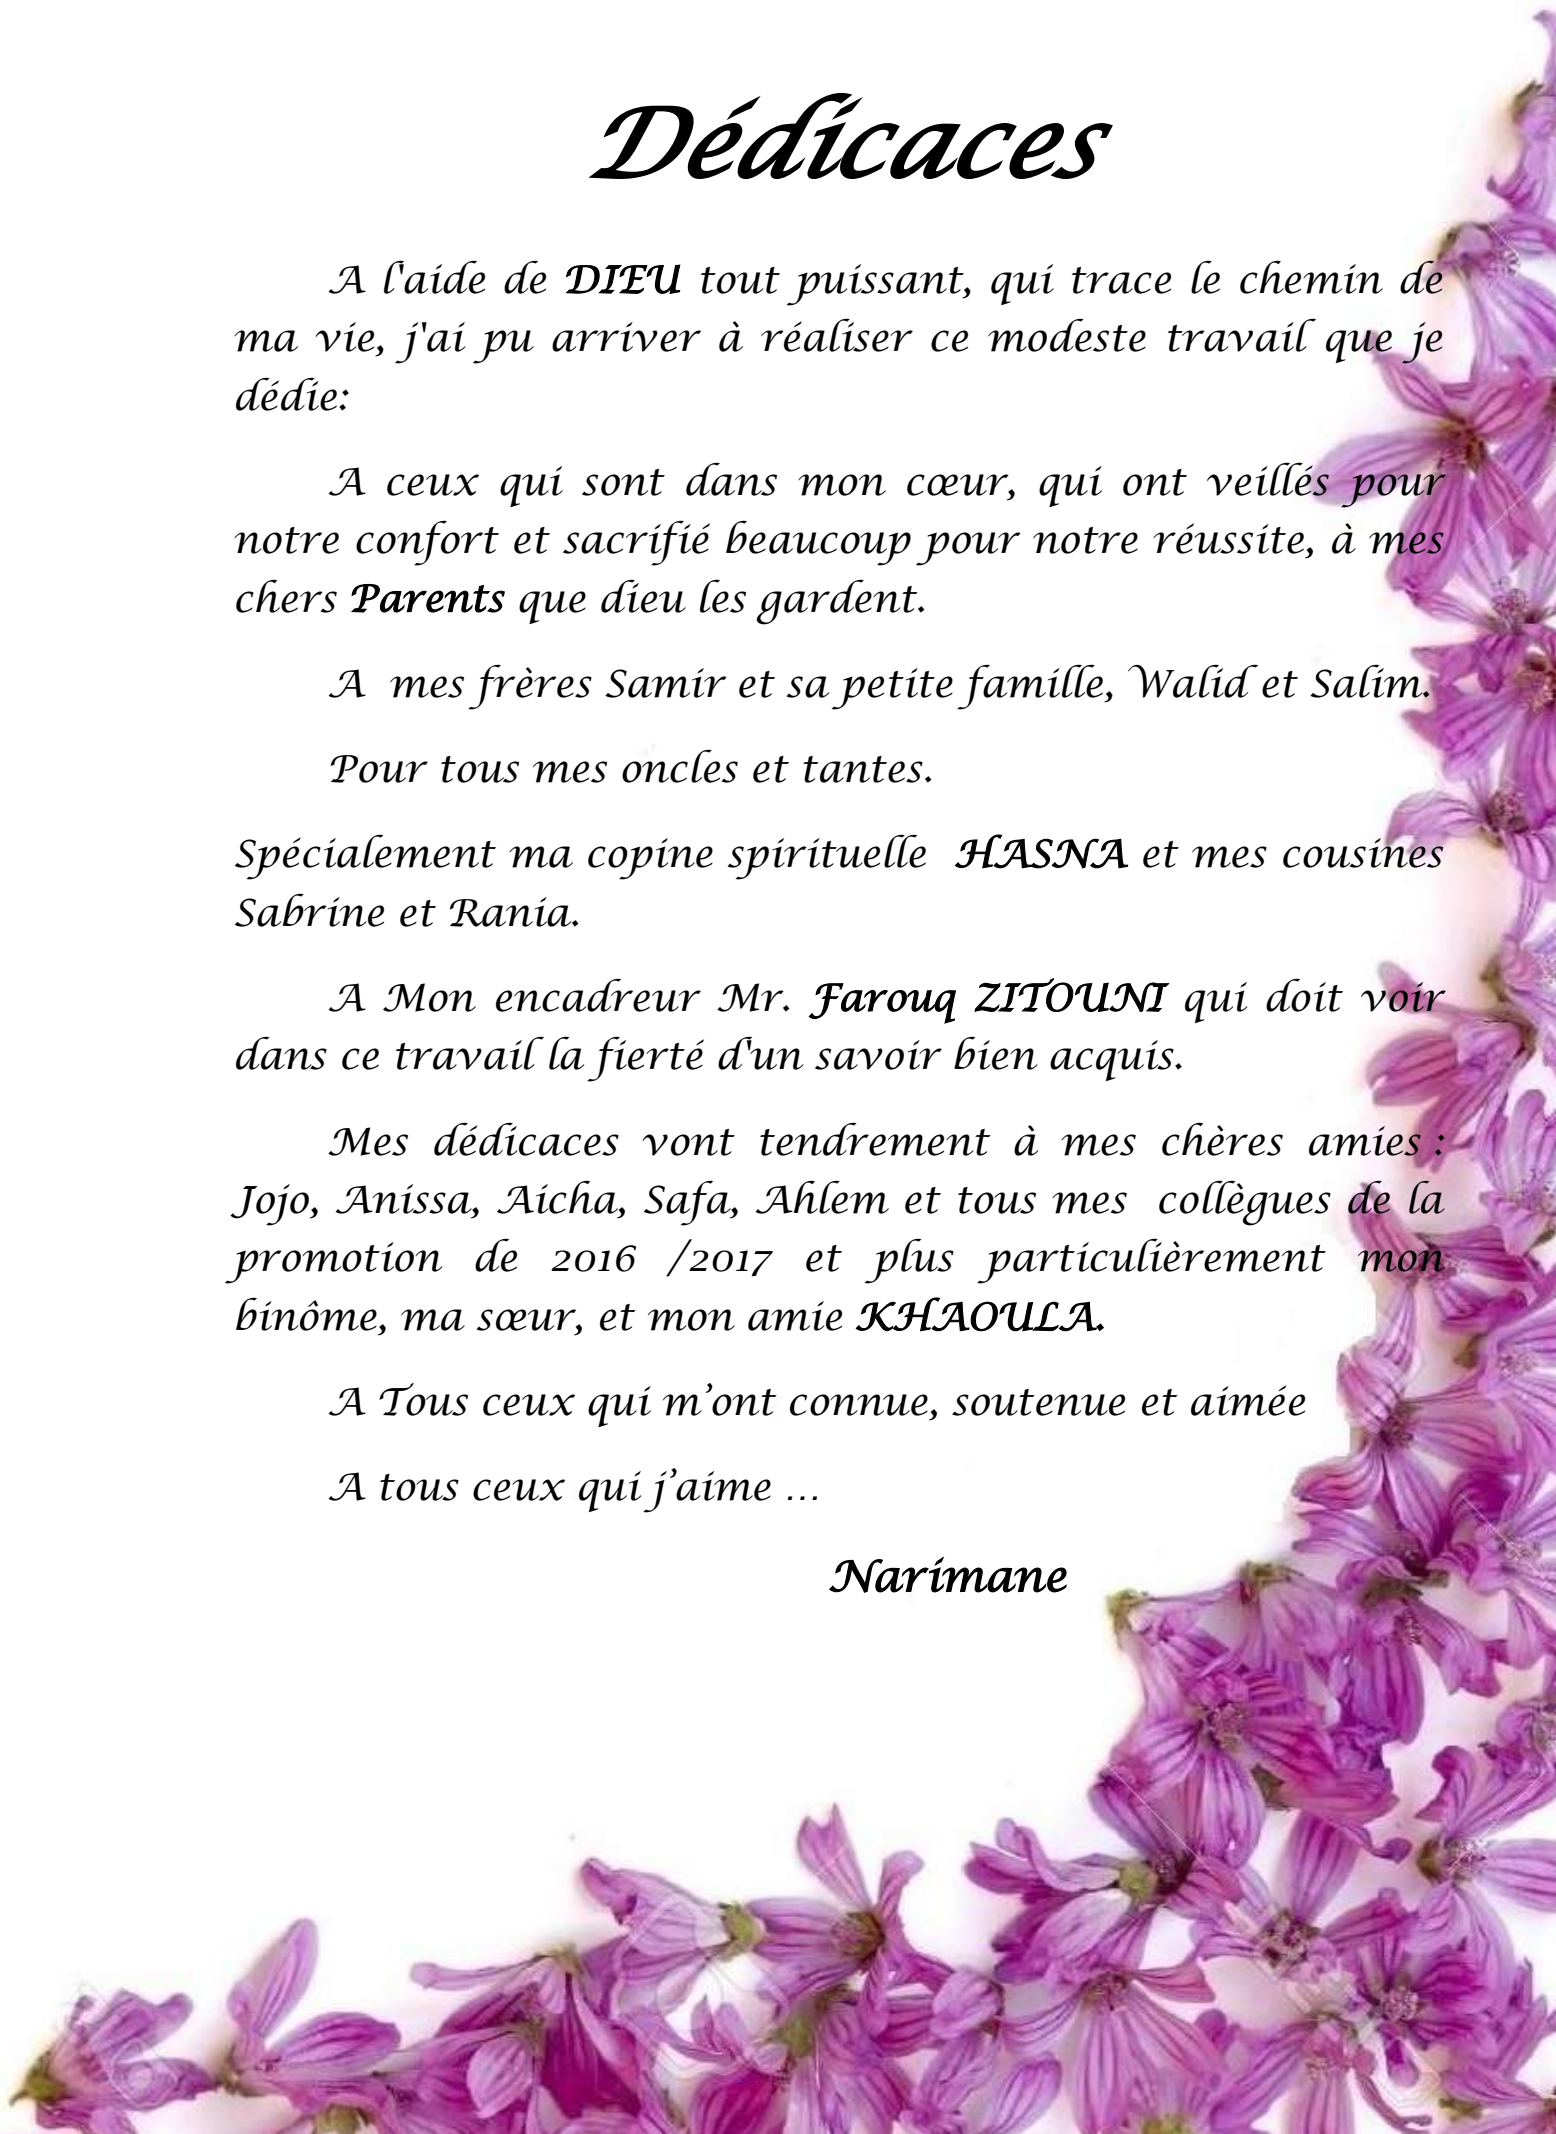 Dédicaces
A l'aide de DIEU tout puissant, qui trace le chemin de
ma vie, j'ai pu arriver à réaliser ce modeste travail que je
dédie:
A ceux qui sont dans mon cœur, qui ont veillés pour
notre confort et sacrifié beaucoup pour notre réussite, à mes
chers Parents que dieu les gardent.
A mes frères Samir et sa petite famille, Walid et Salim.
Pour tous mes oncles et tantes.
Spécialement ma copine spirituelle HASNA et mes cousines
Sabrine et Rania.
A Mon encadreur Mr. Farouq ZITOUNI qui doit voir
dans ce travail la fierté d'un savoir bien acquis.
Mes dédicaces vont tendrement à mes chères amies :
Jojo, Anissa, Aicha, Safa, Ahlem et tous mes collègues de la
promotion de 2016 /2017 et plus particulièrement mon
binôme, ma sœur, et mon amie KHAOULA.
A Tous ceux qui m’ont connue, soutenue et aimée
A tous ceux qui j’aime …
Narimane